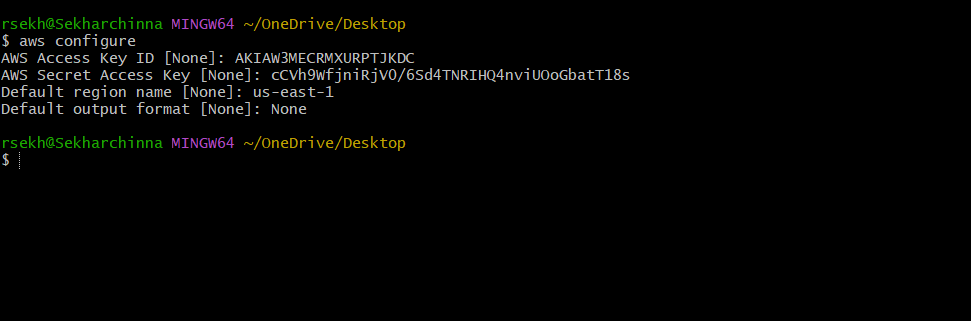 rsekh@Sekharchinna MINGW64 ~/OneDrive/Desktop
$ aws configure
AWS Access Key ID [None]: AKIAW3MECRMXURPTJKDC
AWS Secret Access Key [None]: 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
Default region name [None]: us-east-1
Default output format [None]: None
rsekh@Sekharchinna MINGW64 ~/OneDrive/Desktop
$